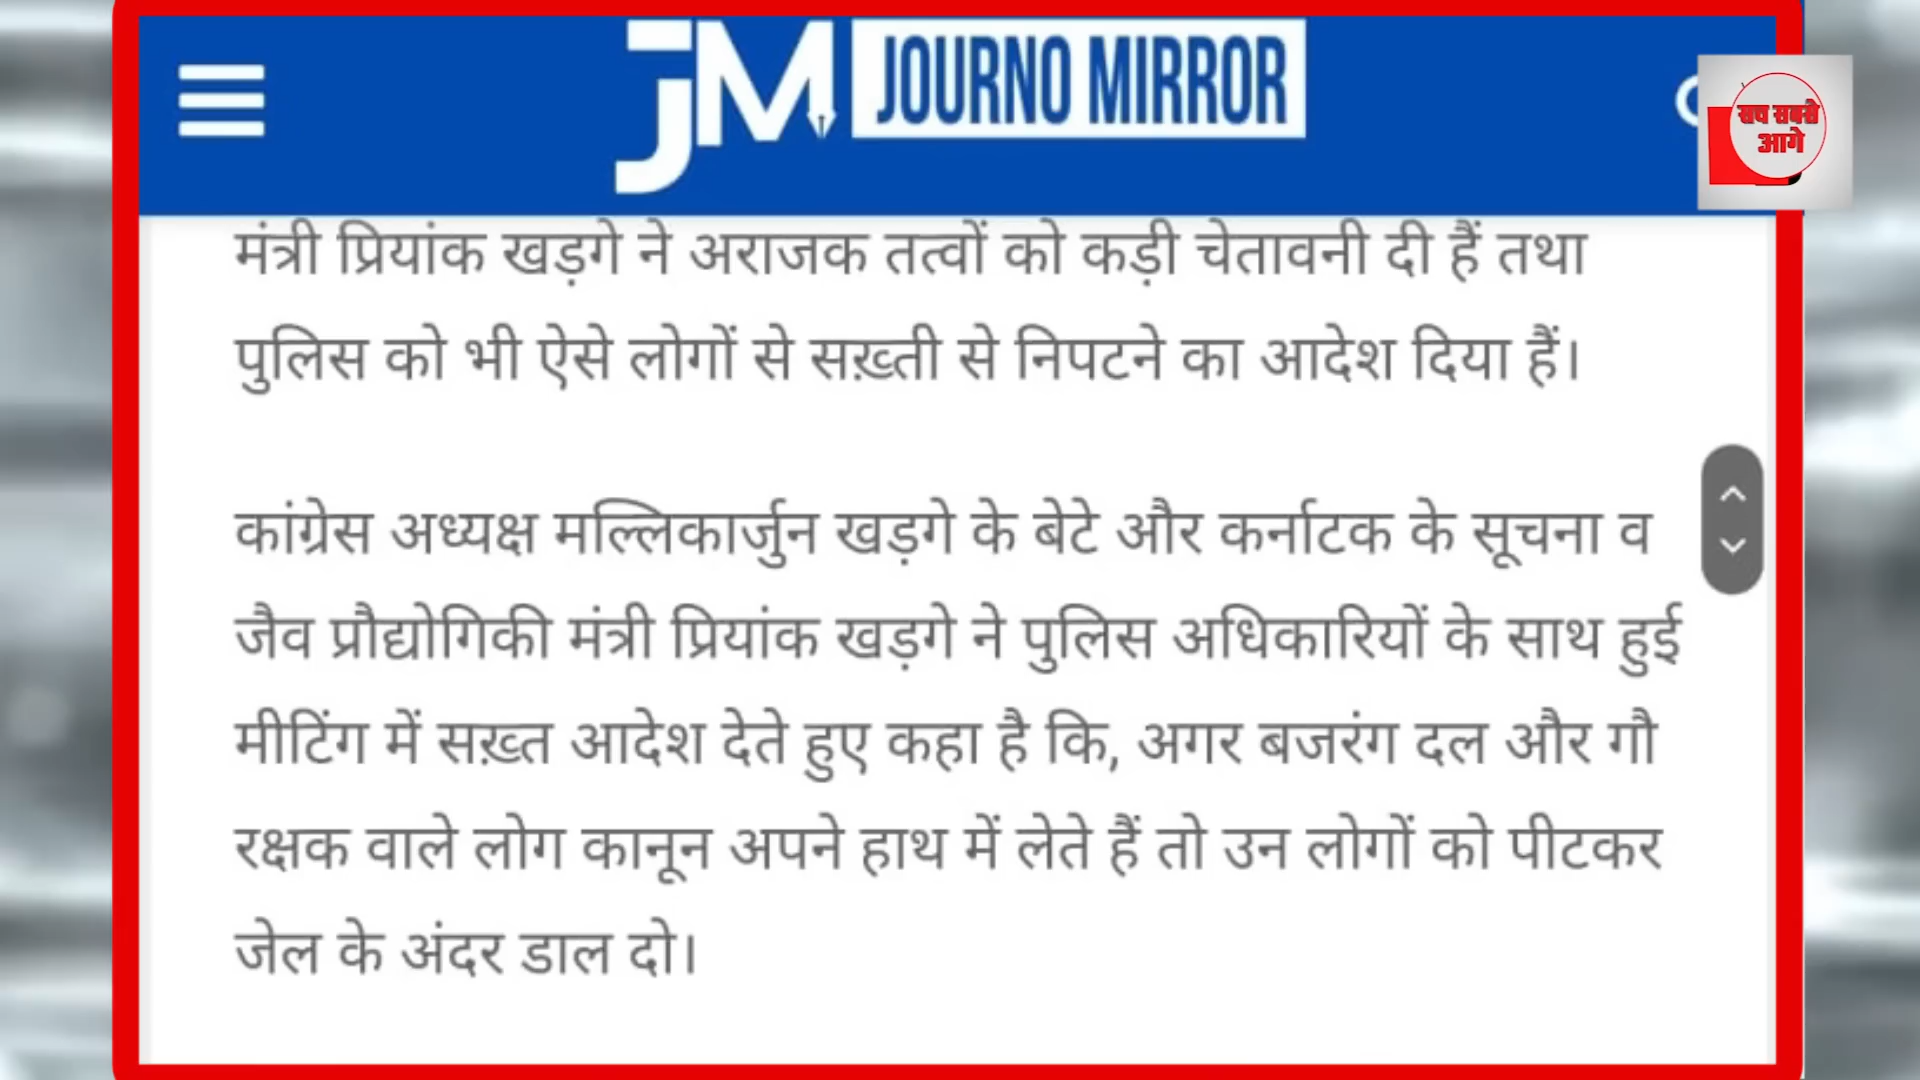 JM JOURNO MIRROR
सच सबसे
आगे
मंत्री प्रियांक खड़गे ने अराजक तत्वों को कड़ी चेतावनी दी हैं तथा
पुलिस को भी ऐसे लोगों से सख़्ती से निपटने का आदेश दिया हैं।
कांग्रेस अध्यक्ष मल्लिकार्जुन खड़गे के बेटे और कर्नाटक के सूचना व
जैव प्रौद्योगिकी मंत्री प्रियांक खड़गे ने पुलिस अधिकारियों के साथ हुई
मीटिंग में सख़्त आदेश देते हुए कहा है कि, अगर बजरंग दल और गौ
रक्षक वाले लोग कानून अपने हाथ में लेते हैं तो उन लोगों को पीटकर
जेल के अंदर डाल दो।